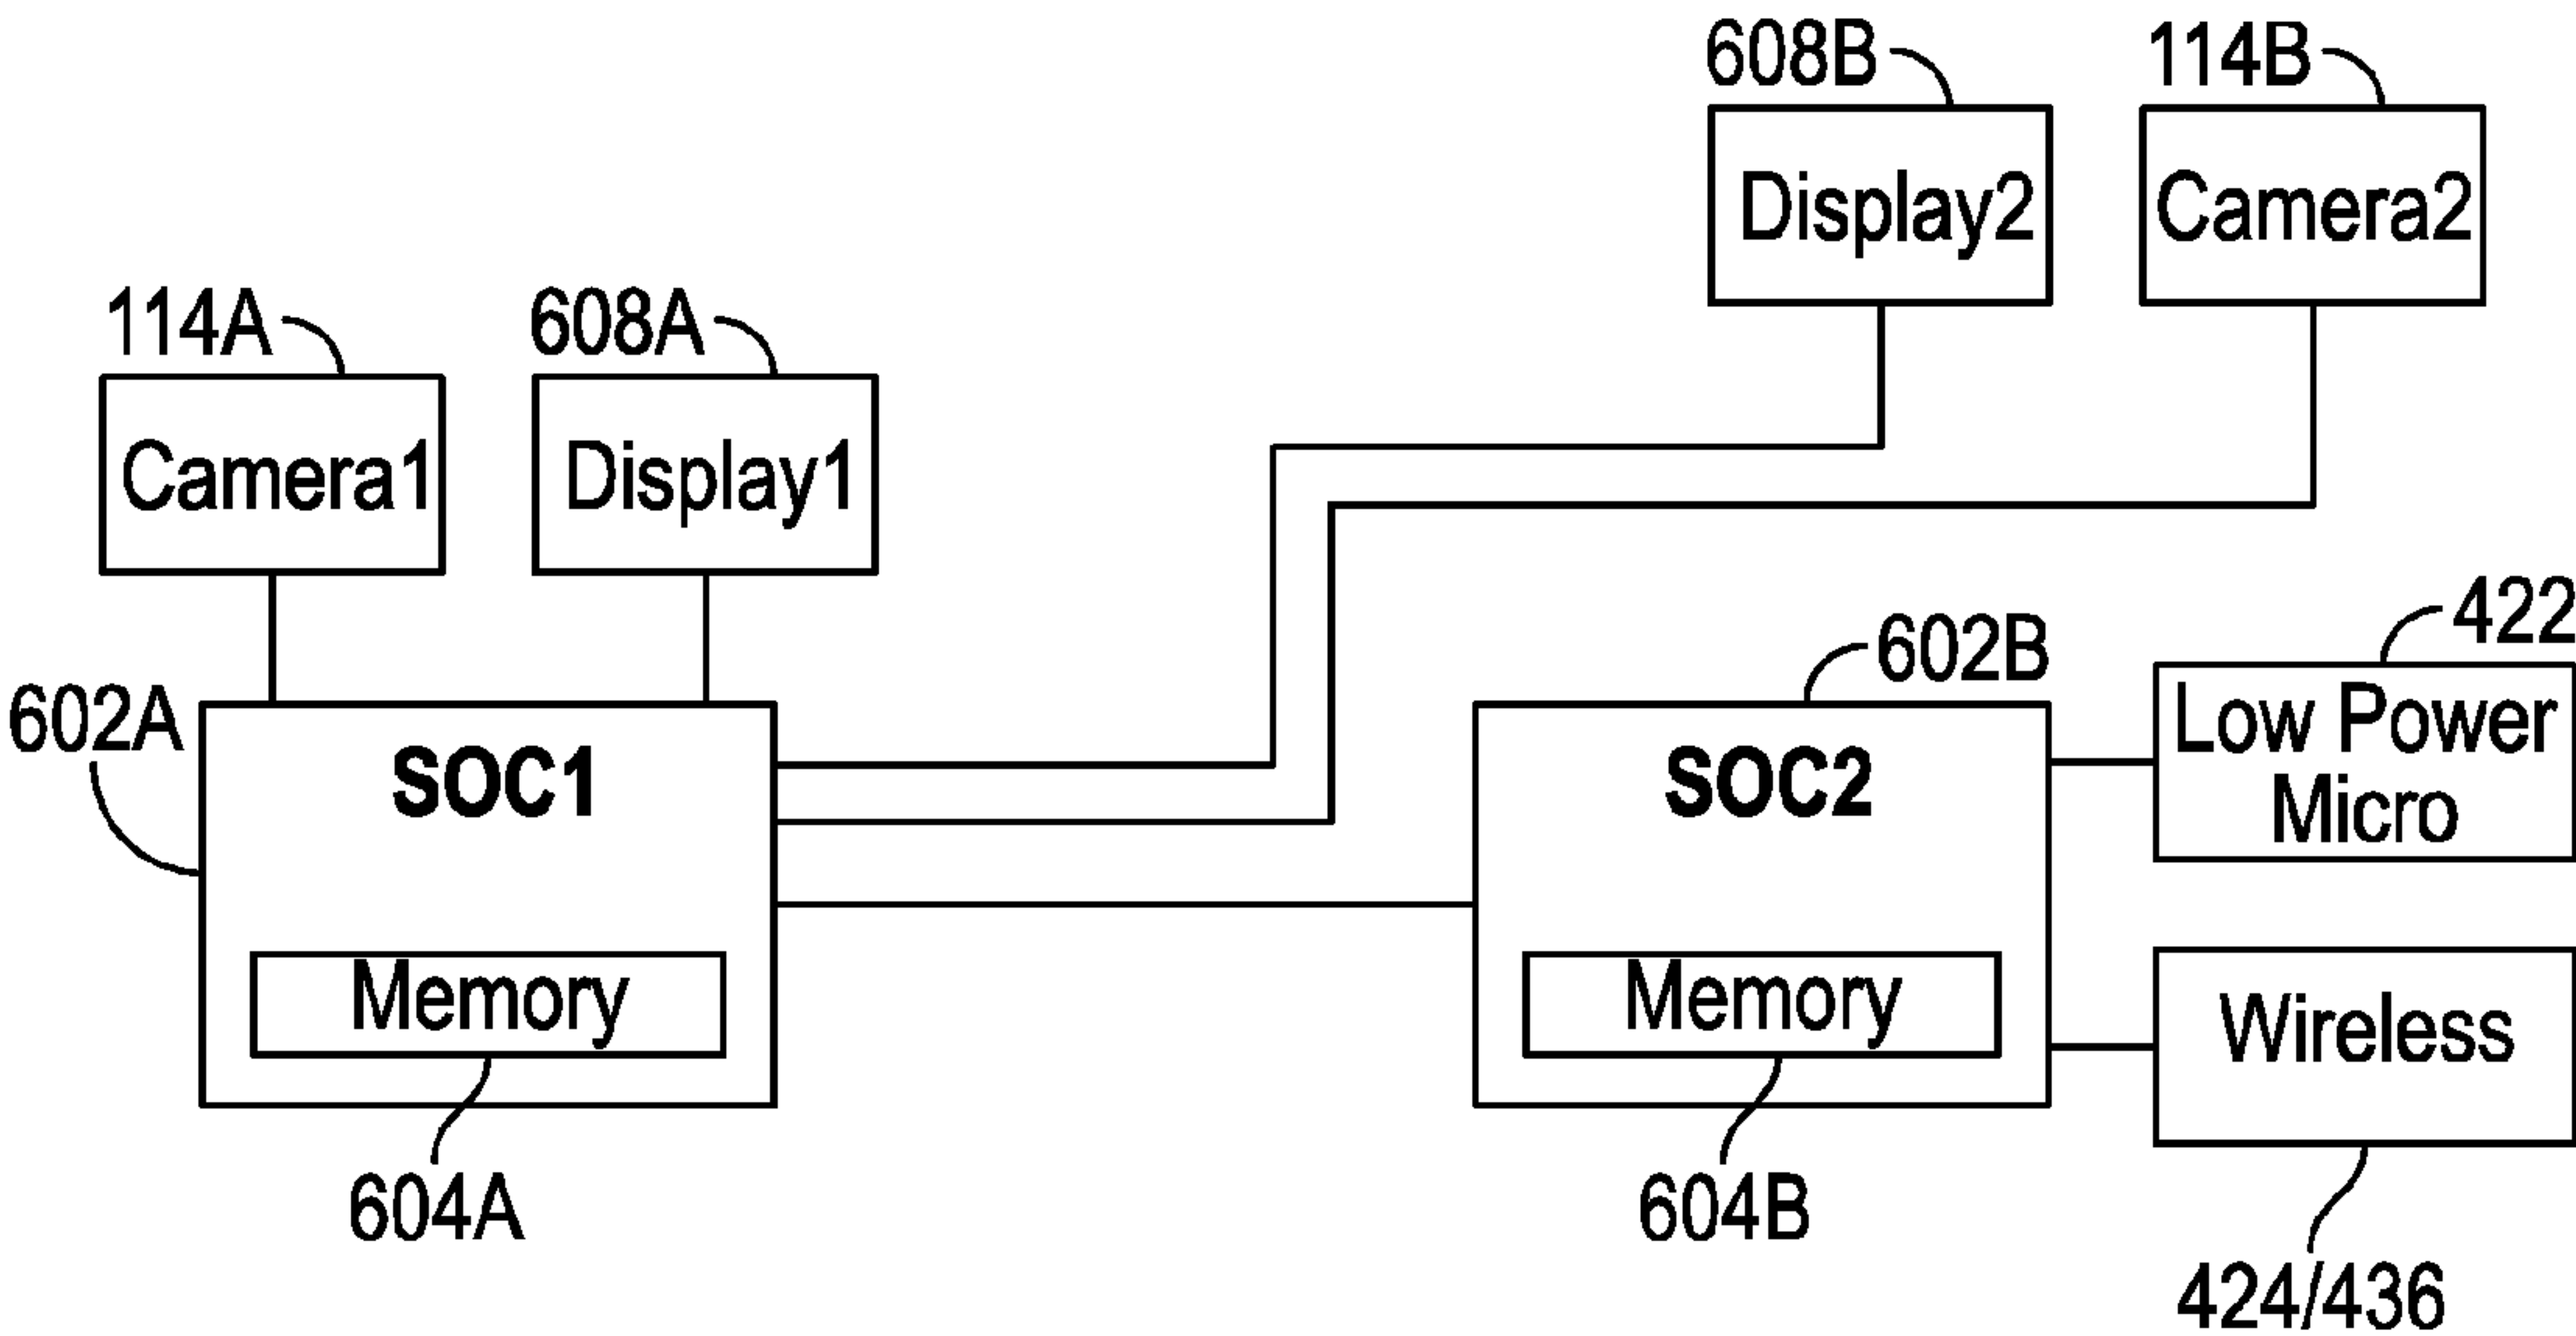 608B
114B
Display2
Camera2
114A
608A
Camera1
Display1
422
602B
602A
Low Power
Micro
SOC1
SOC2
Memory
Memory
Wireless
604A
604B
424/436